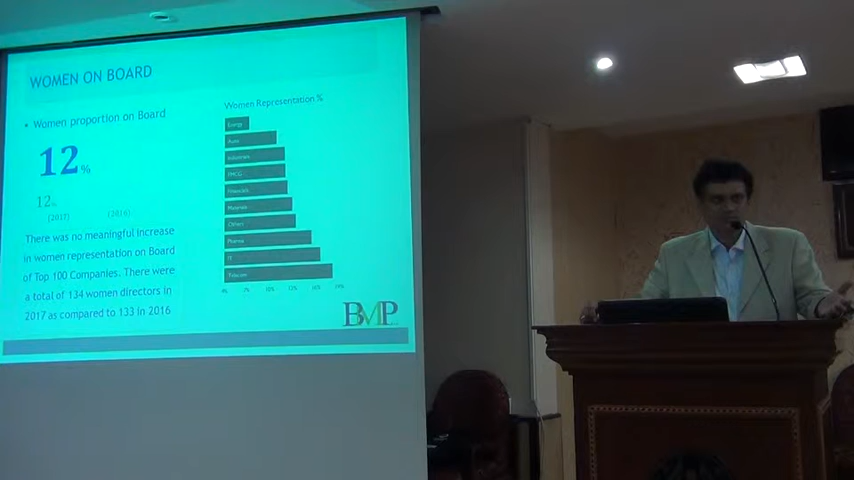 WOMEN ON BOARD
• Women proportion on Board
12%
12%
(2017)
(2016)
There was no meaningful increase
in women representation on Board
of Top 100 Companies. There were
a total of 134 women directors in
2017 as compared to 133 in 2016
Women Representation %
Energy
Auto
Industrials
FMCG
Financials
Materials
Others
Pharma
IT
Telecom
BMP